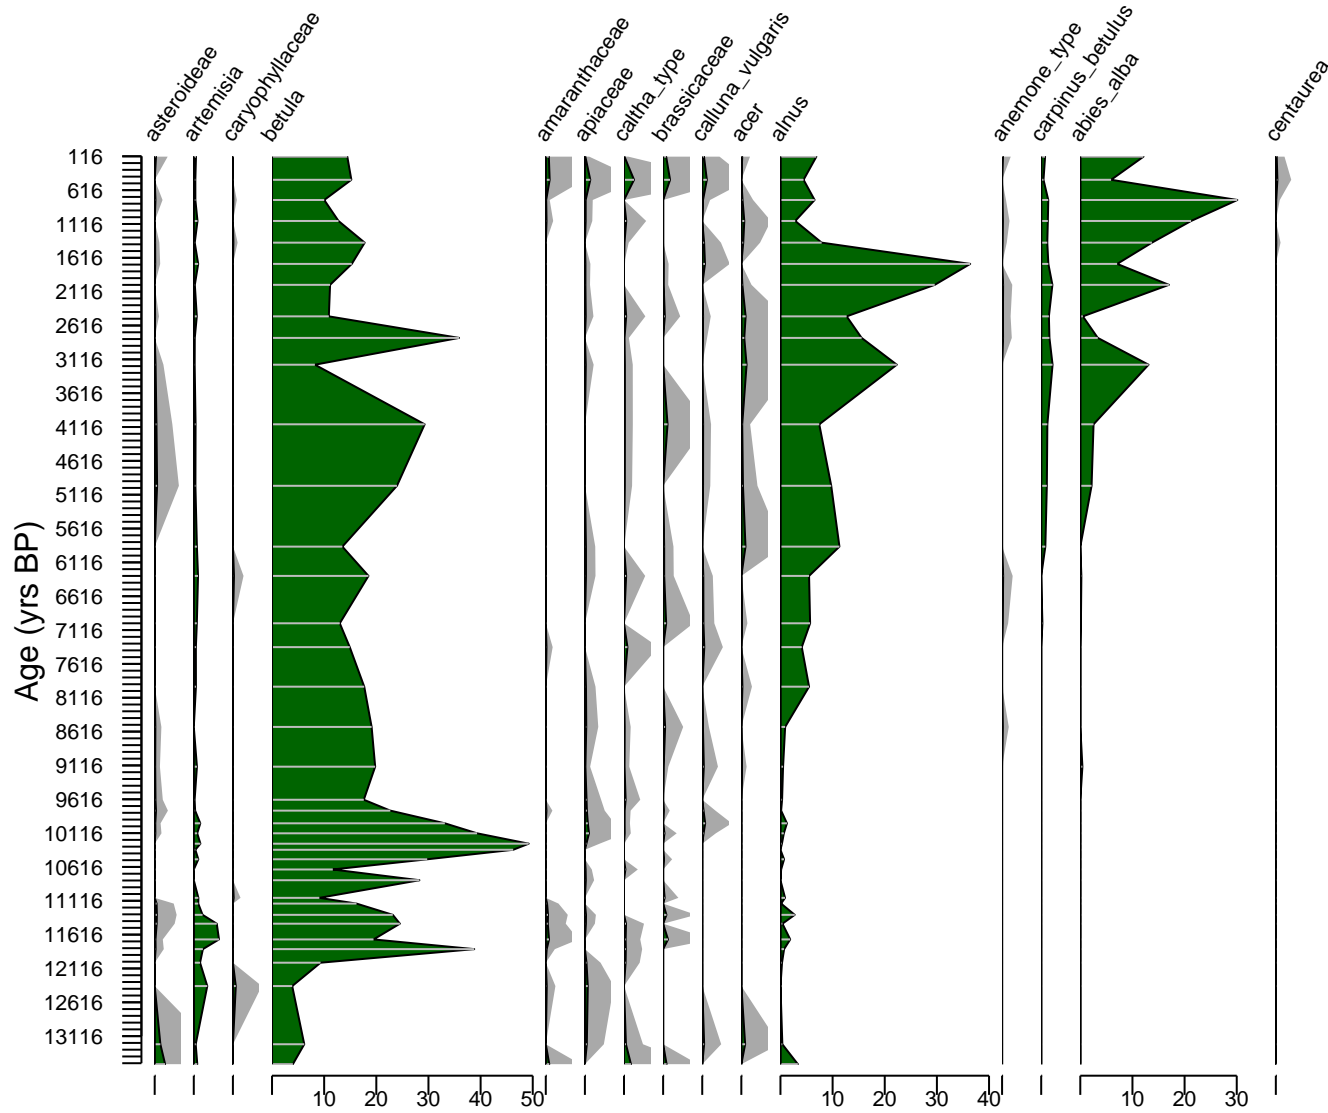 asteroideae
artemisia
caryophyllaceae
betula
amaranthaceae
apiaceae
caltha_type
brassicaceae
calluna_vulgaris
acer
alnus
anemone_type
carpinus_betulus
abies_alba
centaurea
Age (yrs BP)
116
616
1116
1616
2116
2616
3116
3616
4116
4616
5116
5616
6116
6616
7116
7616
8116
8616
9116
9616
10116
10616
11116
11616
12116
12616
13116
10 20 30 40 50 10 20 30 40 10 20 30